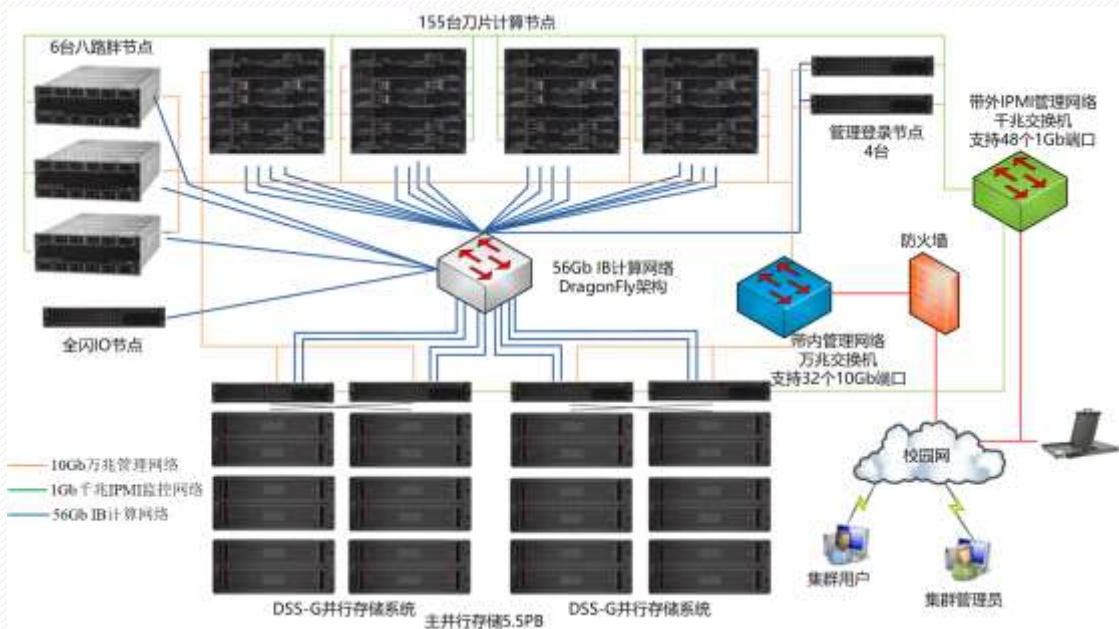 155台刀片计算节点
6台八路胖节点
管理登录节点
4台
带外IPMI管理网络
千兆交换机
支持48个1Gb端口
防火墙
56Gb IB计算网络
DragonFly架构
全闪IO节点
带内管理网络
万兆交换机
支持32个10Gb端口
10Gb万兆管理网络
1Gb千兆IPMI监控网络
56Gb IB计算网络
校园网
集群用户
集群管理员
DSS-G并行存储系统
主并行存储5.5PB
DSS-G并行存储系统